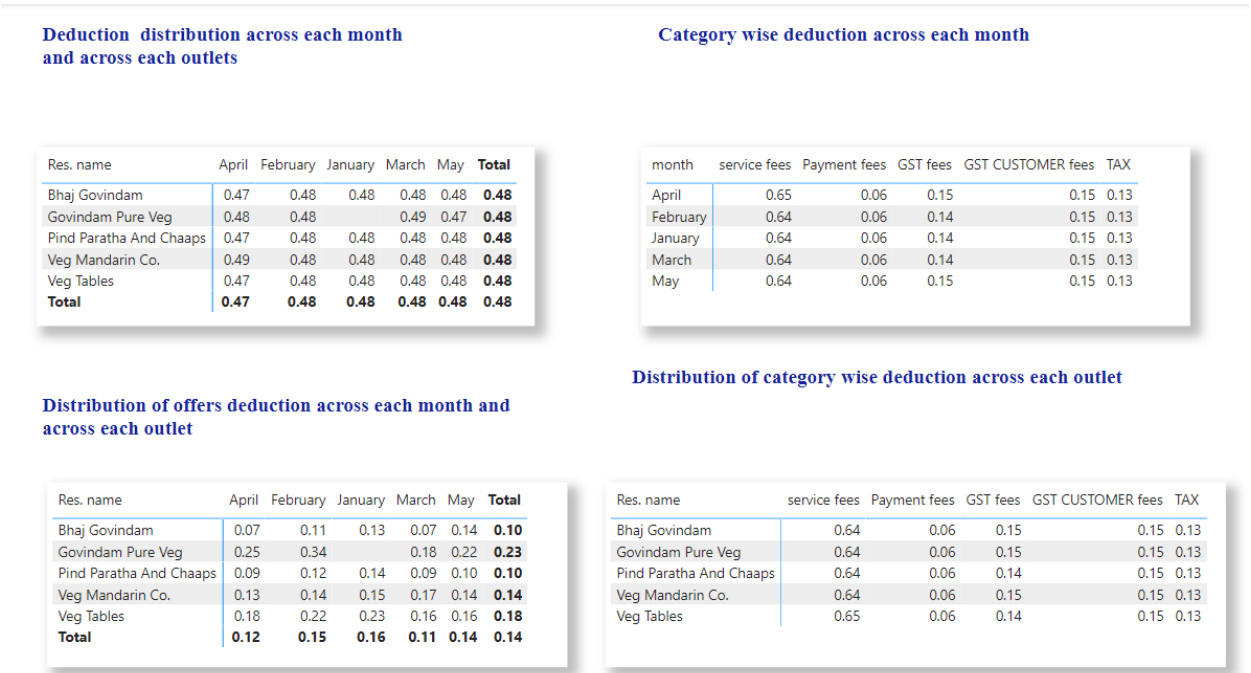 Deduction distribution across each month
and across each outlets
Res. name April February January March May Total
Bhaj Govindam 0.47 0.48 0.48 0.48 0.48 0.48
Govindam Pure Veg 0.48 0.48 0.49 0.47 0.48
Pind Paratha And Chaaps 0.47 0.48 0.48 0.48 0.48 0.48
Veg Mandarin Co. 0.49 0.48 0.48 0.48 0.48 0.48
Veg Tables 0.47 0.48 0.48 0.48 0.48 0.48
Total 0.47 0.48 0.48 0.48 0.48 0.48
Category wise deduction across each month
month service fees Payment fees GST fees GST CUSTOMER fees TAX
April 0.65 0.06 0.15 0.15 0.13
February 0.64 0.06 0.14 0.15 0.13
January 0.64 0.06 0.14 0.15 0.13
March 0.64 0.06 0.14 0.15 0.13
May 0.64 0.06 0.15 0.15 0.13
Distribution of offers deduction across each month and
across each outlet
Res. name April February January March May Total
Bhaj Govindam 0.07 0.11 0.13 0.07 0.14 0.10
Govindam Pure Veg 0.25 0.34 0.18 0.22 0.23
Pind Paratha And Chaaps 0.09 0.12 0.14 0.09 0.10 0.10
Veg Mandarin Co. 0.13 0.14 0.15 0.17 0.14 0.14
Veg Tables 0.18 0.22 0.23 0.16 0.16 0.18
Total 0.12 0.15 0.16 0.11 0.14 0.14
Distribution of category wise deduction across each outlet
Res. name service fees Payment fees GST fees GST CUSTOMER fees TAX
Bhaj Govindam 0.64 0.06 0.15 0.15 0.13
Govindam Pure Veg 0.64 0.06 0.15 0.15 0.13
Pind Paratha And Chaaps 0.64 0.06 0.14 0.15 0.13
Veg Mandarin Co. 0.64 0.06 0.15 0.15 0.13
Veg Tables 0.65 0.06 0.14 0.15 0.13